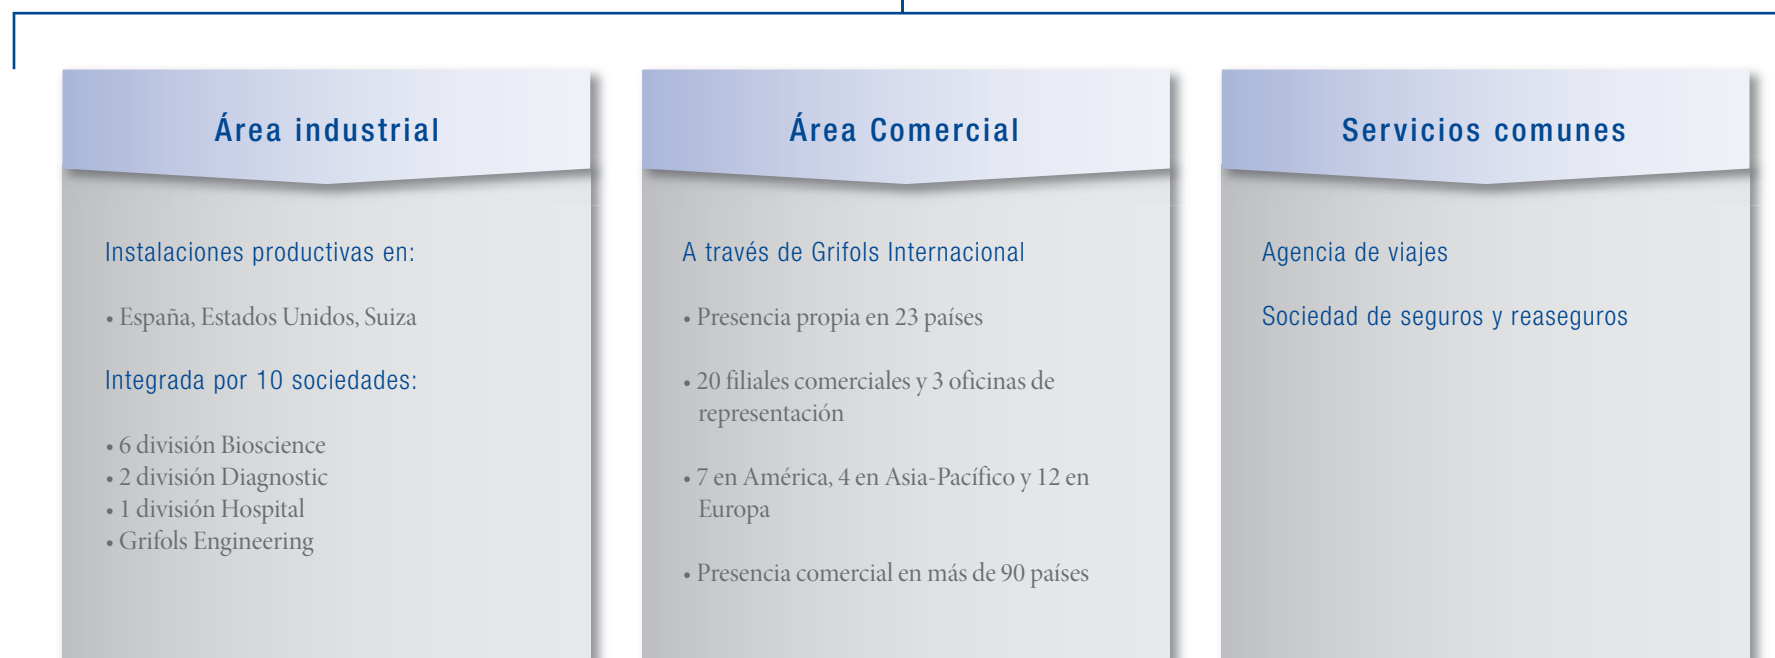 Área industrial
Instalaciones productivas en:
• España, Estados Unidos, Suiza
Integrada por 10 sociedades:
• 6 división Bioscience
• 2 división Diagnostic
• 1 división Hospital
• Grifols Engineering
Área Comercial
A través de Grifols Internacional
• Presencia propia en 23 países
• 20 filiales comerciales y 3 oficinas de
representación
• 7 en América, 4 en Asia-Pacífico y 12 en
Europa
• Presencia comercial en más de 90 países
Servicios comunes
Agencia de viajes
Sociedad de seguros y reaseguros